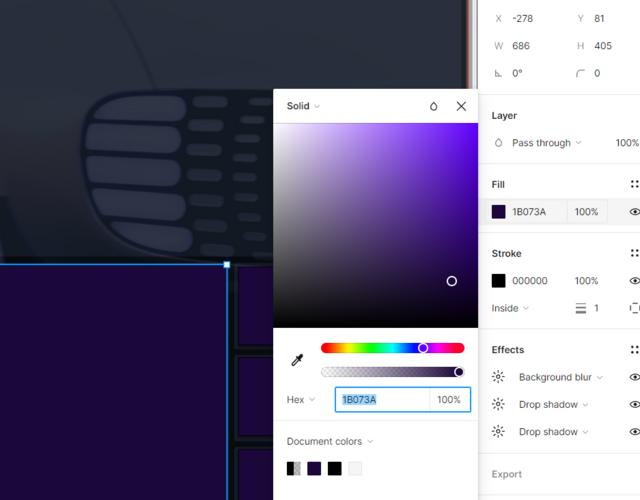 X -278 Y 81
W 686 H 405
0° 0
Layer
Pass through 100%
Fill
1B073A 100%
Stroke
000000 100%
Inside 1
Effects
Background blur
Drop shadow
Drop shadow
Export
Solid
Hex 1B073A 100%
Document colors